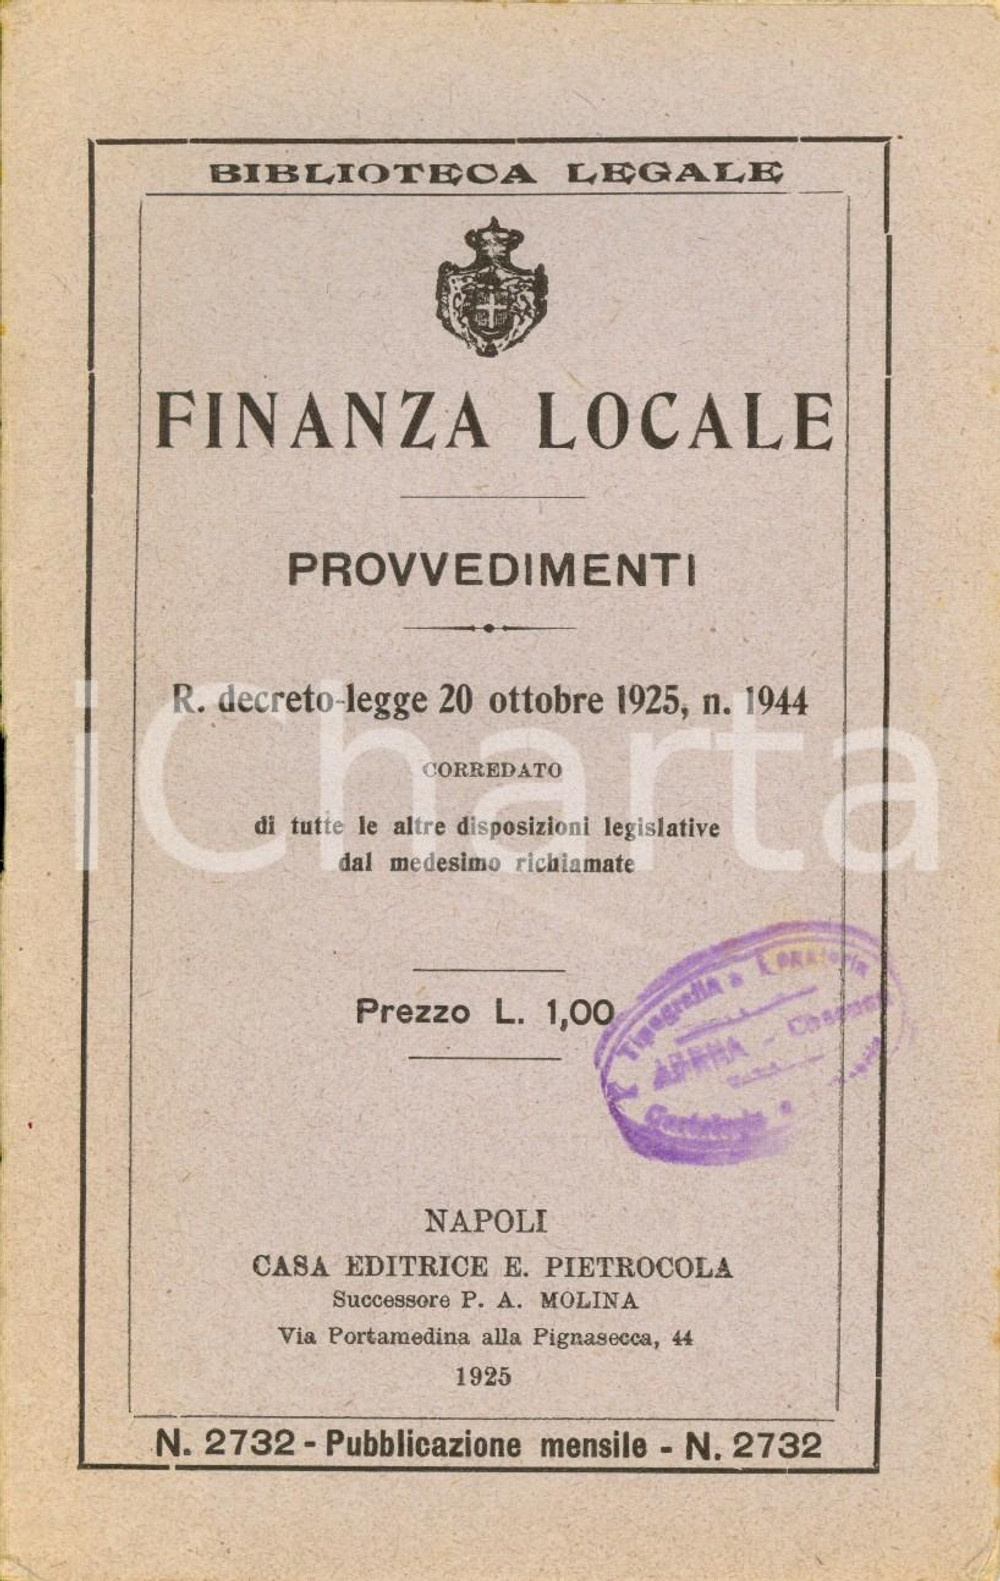 BIBLIOTECA LEGALE
FINANZA LOCALE
PROVVEDIMENTI
R. decreto-legge 20 ottobre 1925, n. 1944
CORREDATO
di tutte le altre disposizioni legislative
dal medesimo richiamate
iCharta
Prezzo L. 1,00
Tipografia e
NAPOLI
CASA EDITRICE E. PIETROCOLA
Successore P. A. MOLINA
Via Portamedina alla Pignasecca, 44
1925
N. 2732 - Pubblicazione mensile - N. 2732